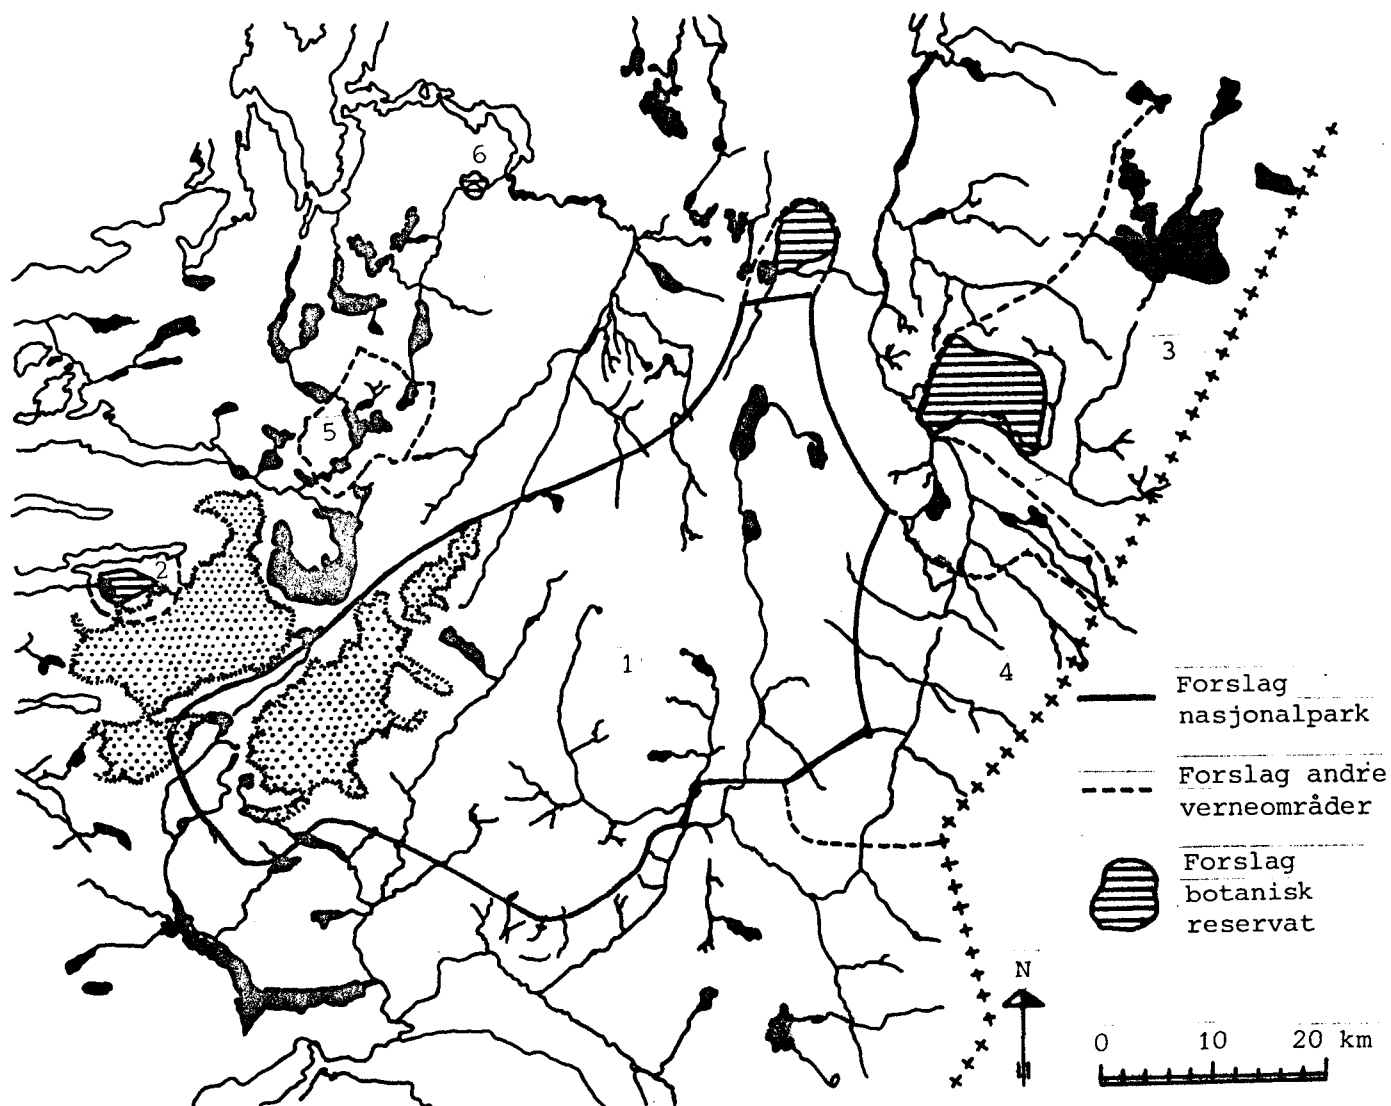 6
3
5
2
1
4
Forslag
nasjonalpark
Forslag andre
verneområder
Forslag
botanisk
reservat
N
0 10 20 km